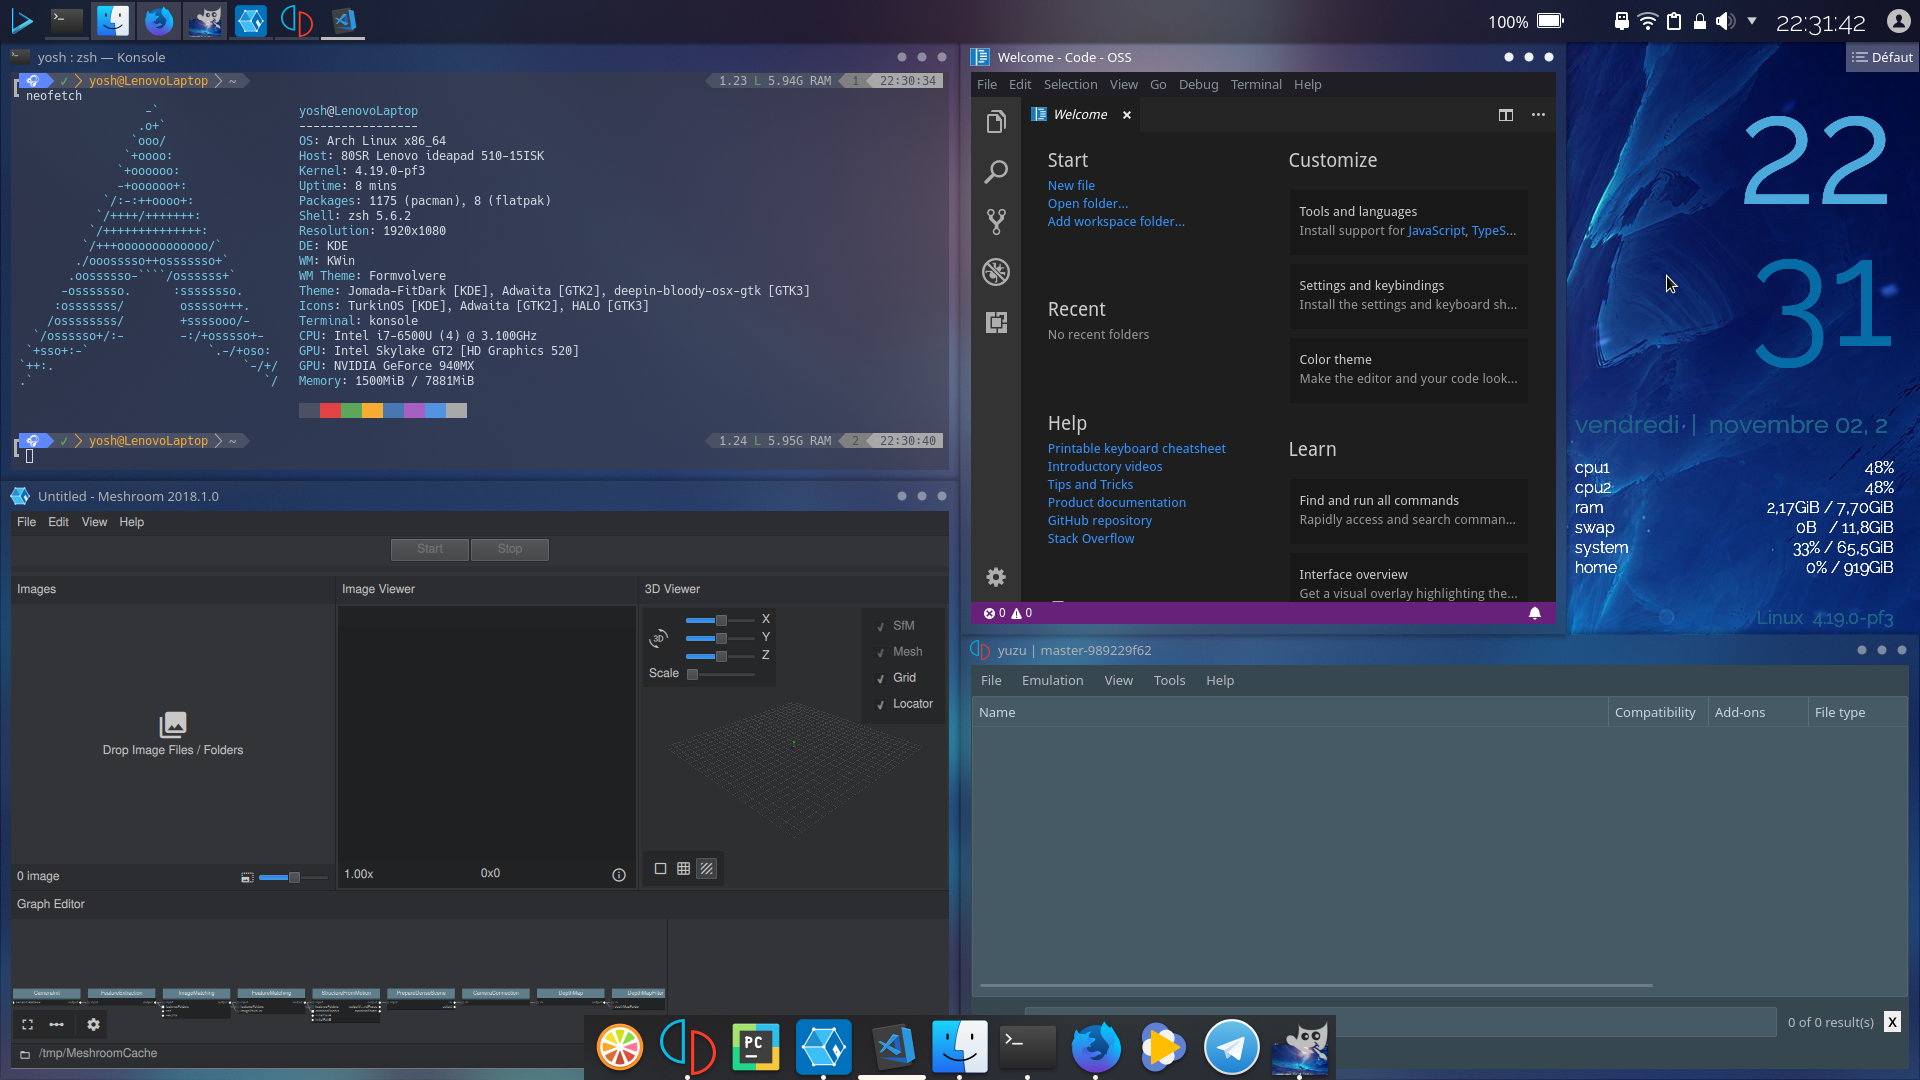 100%
22:31:42
yosh : zsh — Konsole
yosh@LenovoLaptop ~
1.23 L 5.94G RAM 1 22:30:34
neofetch
yosh@LenovoLaptop
-----------------
OS: Arch Linux x86_64
Host: 80SR Lenovo ideapad 510-15ISK
Kernel: 4.19.0-pf3
Uptime: 8 mins
Packages: 1175 (pacman), 8 (flatpak)
Shell: zsh 5.6.2
Resolution: 1920x1080
DE: KDE
WM: KWin
WM Theme: Formvolvere
Theme: Jomada-FitDark [KDE], Adwaita [GTK2], deepin-bloody-osx-gtk [GTK3]
Icons: TurkinOS [KDE], Adwaita [GTK2], HALO [GTK3]
Terminal: konsole
CPU: Intel i7-6500U (4) @ 3.100GHz
GPU: Intel Skylake GT2 [HD Graphics 520]
GPU: NVIDIA GeForce 940MX
Memory: 1500MiB / 7881MiB
yosh@LenovoLaptop ~
1.24 L 5.95G RAM 2 22:30:40
Untitled - Meshroom 2018.1.0
File Edit View Help
Start Stop
Images
Drop Image Files / Folders
0 image
Image Viewer
1.00x 0x0
3D Viewer
3D
X
Y
Z
Scale
SfM
Mesh
Grid
Locator
Graph Editor
CameraInit FeatureExtraction ImageMatching FeatureMatching StructureFromMotion PrepareDenseScene CameraConnection DepthMap DepthMapFilter
/tmp/MeshroomCache
Welcome - Code - OSS
File Edit Selection View Go Debug Terminal Help
Welcome
Start
New file
Open folder...
Add workspace folder...
Recent
No recent folders
Help
Printable keyboard cheatsheet
Introductory videos
Tips and Tricks
Product documentation
GitHub repository
Stack Overflow
Customize
Tools and languages
Install support for JavaScript, TypeS...
Settings and keybindings
Install the settings and keyboard sh...
Color theme
Make the editor and your code look...
Learn
Find and run all commands
Rapidly access and search comman...
Interface overview
Get a visual overlay highlighting the...
0 0
Défaut
22
31
vendredi | novembre 02, 2
cpu1 48%
cpu2 48%
ram 2,17GiB / 7,70GiB
swap 0B / 11,8GiB
system 33% / 65,5GiB
home 0% / 919GiB
Linux 4.19.0-pf3
yuzu | master-989229f62
File Emulation View Tools Help
Name Compatibility Add-ons File type
0 of 0 result(s) X
PC